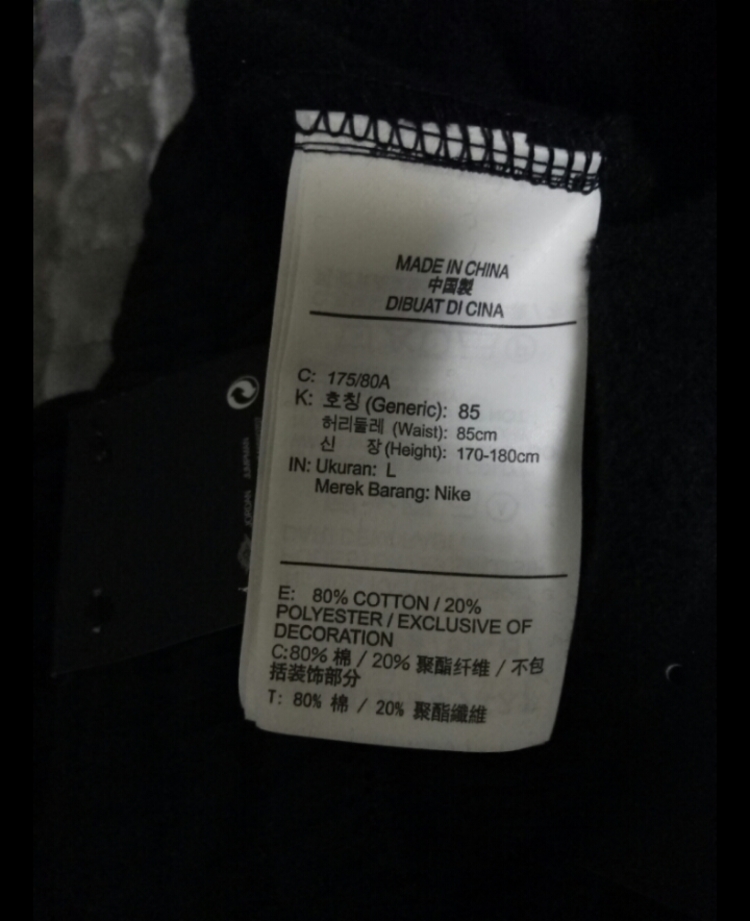 MADE IN CHINA
中国製
DIBUAT DI CINA
C: 175/80A
K: 호칭 (Generic): 85
허리둘레 (Waist): 85cm
신 장 (Height): 170-180cm
IN: Ukuran: L
Merek Barang: Nike
E: 80% COTTON / 20%
POLYESTER / EXCLUSIVE OF
DECORATION
C:80% 棉 / 20% 聚酯纤维 / 不包
括装饰部分
T: 80% 棉 / 20% 聚酯纖維
JORDAN JUMPMAN